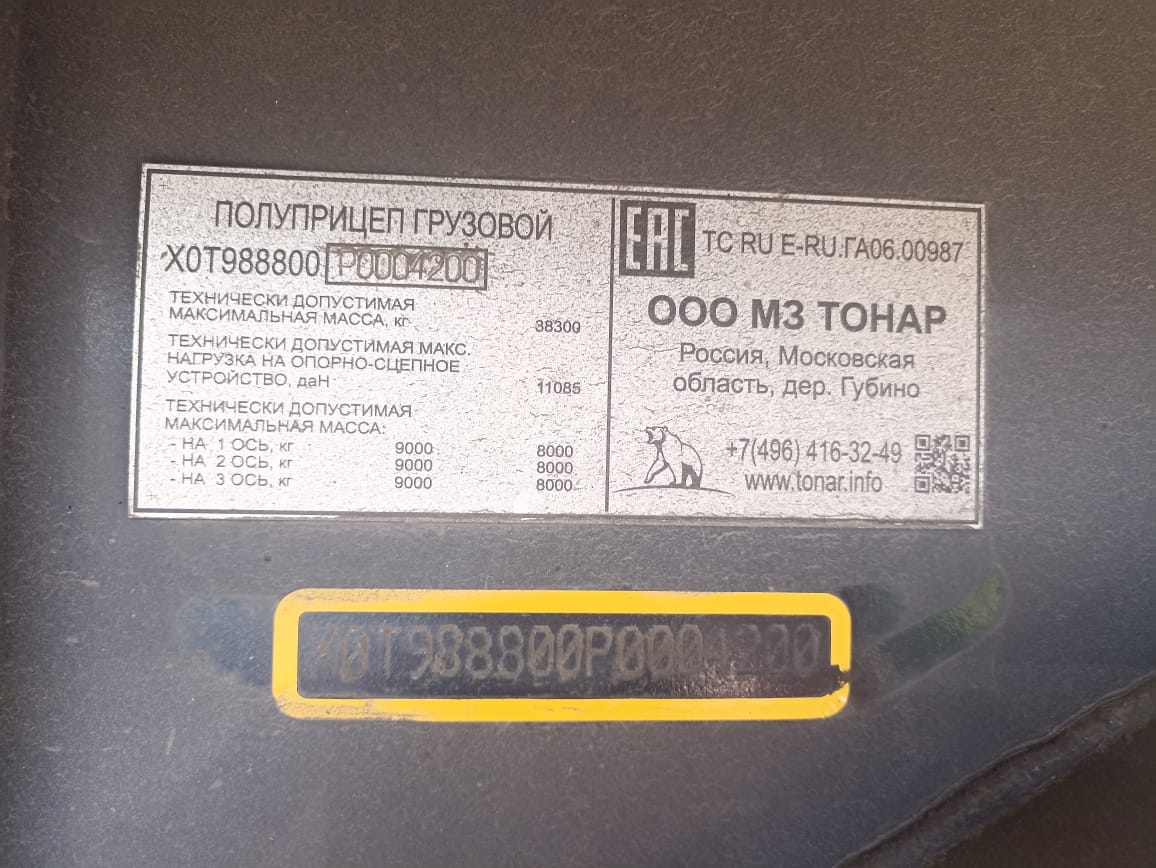 ПОЛУПРИЦЕП ГРУЗОВОЙ
X0T988800 P0004200
ТЕХНИЧЕСКИ ДОПУСТИМАЯ
МАКСИМАЛЬНАЯ МАССА, кг 38300
ТЕХНИЧЕСКИ ДОПУСТИМАЯ МАКС.
НАГРУЗКА НА ОПОРНО-СЦЕПНОЕ
УСТРОЙСТВО, даН 11085
ТЕХНИЧЕСКИ ДОПУСТИМАЯ
МАКСИМАЛЬНАЯ МАССА:
- НА 1 ОСЬ, кг 9000 8000
- НА 2 ОСЬ, кг 9000 8000
- НА 3 ОСЬ, кг 9000 8000
EAC TC RU E-RU.ГА06.00987
ООО МЗ ТОНАР
Россия, Московская
область, дер. Губино
+7(496) 416-32-49
www.tonar.info
X0T988800P0004200